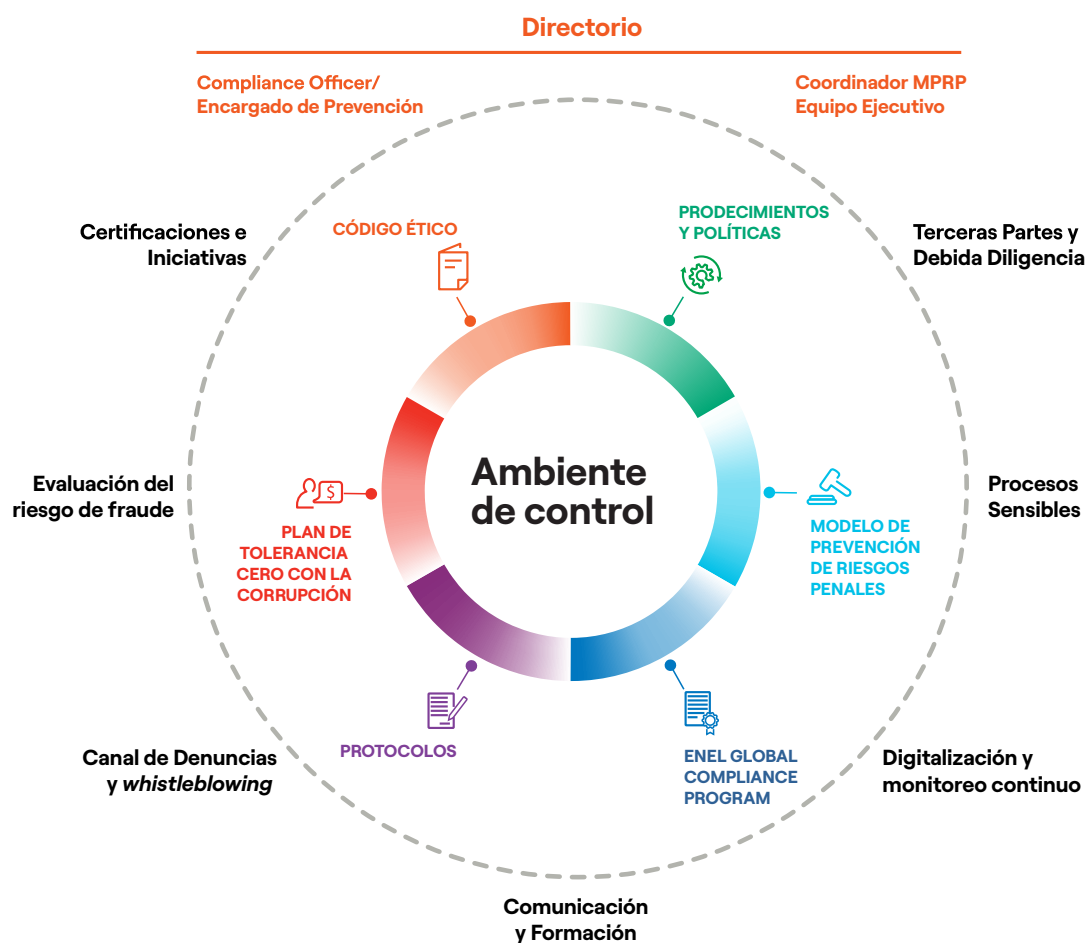 Directorio
Compliance Officer/
Encargado de Prevención
Coordinador MPRP
Equipo Ejecutivo
Certificaciones e
Iniciativas
CÓDIGO ÉTICO
PRODECIMIENTOS
Y POLÍTICAS
Terceras Partes y
Debida Diligencia
Evaluación del
riesgo de fraude
$
PLAN DE
TOLERANCIA
CERO CON LA
CORRUPCIÓN
Ambiente
de control
MODELO DE
PREVENCIÓN
DE RIESGOS
PENALES
Procesos
Sensibles
Canal de Denuncias
y whistleblowing
PROTOCOLOS
ENEL GLOBAL
COMPLIANCE
PROGRAM
Digitalización y
monitoreo continuo
Comunicación
y Formación